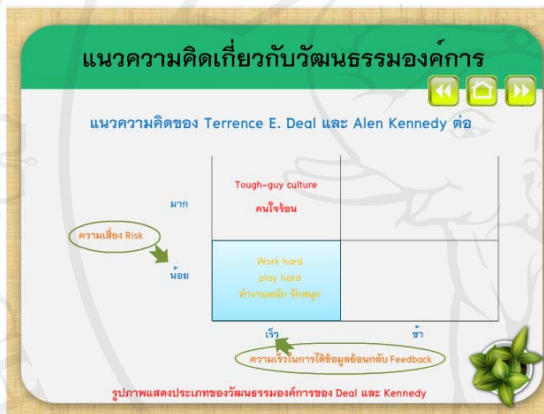 แนวความคิดเกี่ยวกับวัฒนธรรมองค์การ
แนวความคิดของ Terrence E. Deal และ Alen Kennedy ต่อ
Tough-guy culture
คนใจร้อน
มาก
ความเสี่ยง Risk
น้อย
Work hard
play hard
ทำงานหนัก รักสนุก
เร็ว
ช้า
ความเร็วในการได้ข้อมูลย้อนกลับ Feedback
รูปภาพแสดงประเภทของวัฒนธรรมองค์การของ Deal และ Kennedy